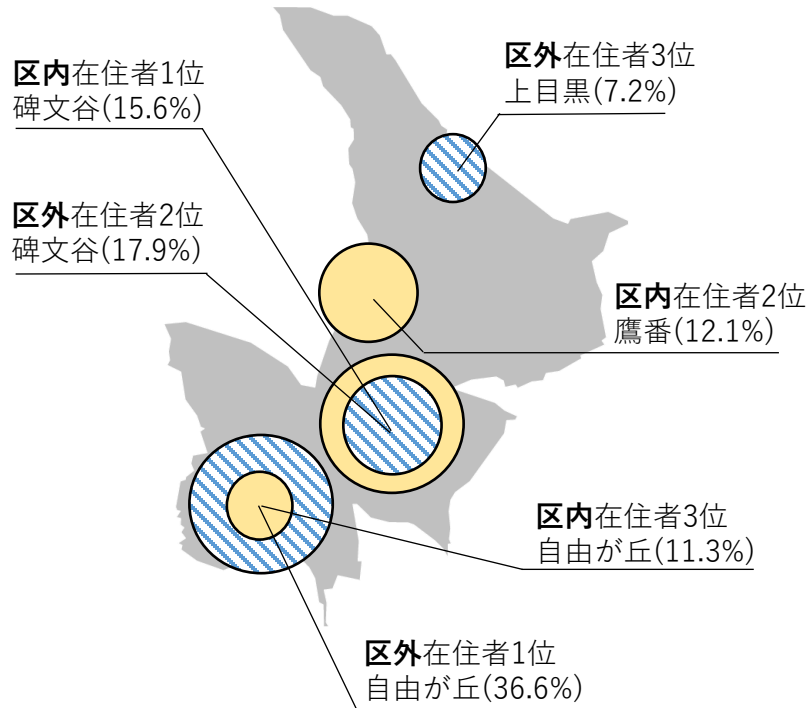 区内在住者1位
碑文谷(15.6%)
区外在住者3位
上目黒(7.2%)
区外在住者2位
碑文谷(17.9%)
区内在住者2位
鷹番(12.1%)
区内在住者3位
自由が丘(11.3%)
区外在住者1位
自由が丘(36.6%)